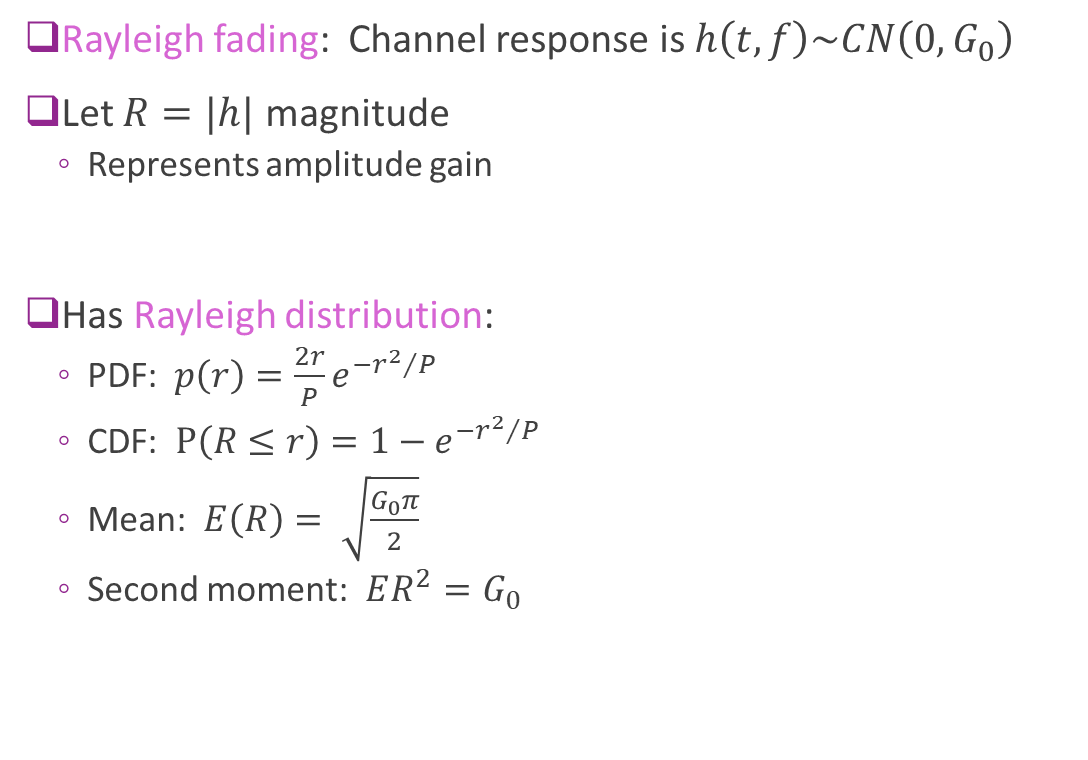 ❑Rayleigh fading: Channel response is h(t, f)~CN(0, G₀)
❑Let R = |h| magnitude
◦ Represents amplitude gain
❑Has Rayleigh distribution:
◦ PDF: p(r) = 2r/P e^(−r²/P)
◦ CDF: P(R ≤ r) = 1 − e^(−r²/P)
◦ Mean: E(R) = √(G₀π/2)
◦ Second moment: ER² = G₀